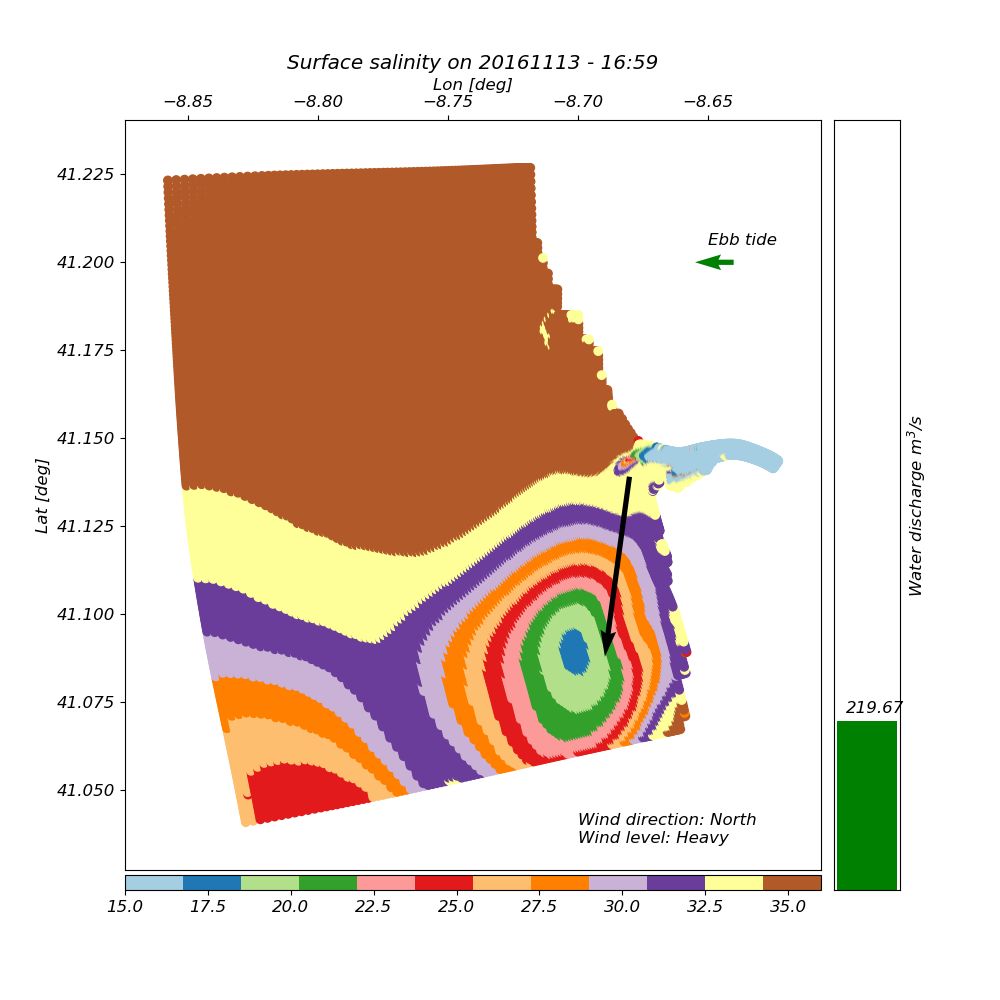 Surface salinity on 20161113 - 16:59
Lon [deg]
−8.85 −8.80 −8.75 −8.70 −8.65
41.225
Ebb tide
41.200
41.175
41.150
41.125
41.100
41.075
41.050
Lat [deg]
Water discharge m³/s
219.67
Wind direction: North
Wind level: Heavy
15.0 17.5 20.0 22.5 25.0 27.5 30.0 32.5 35.0